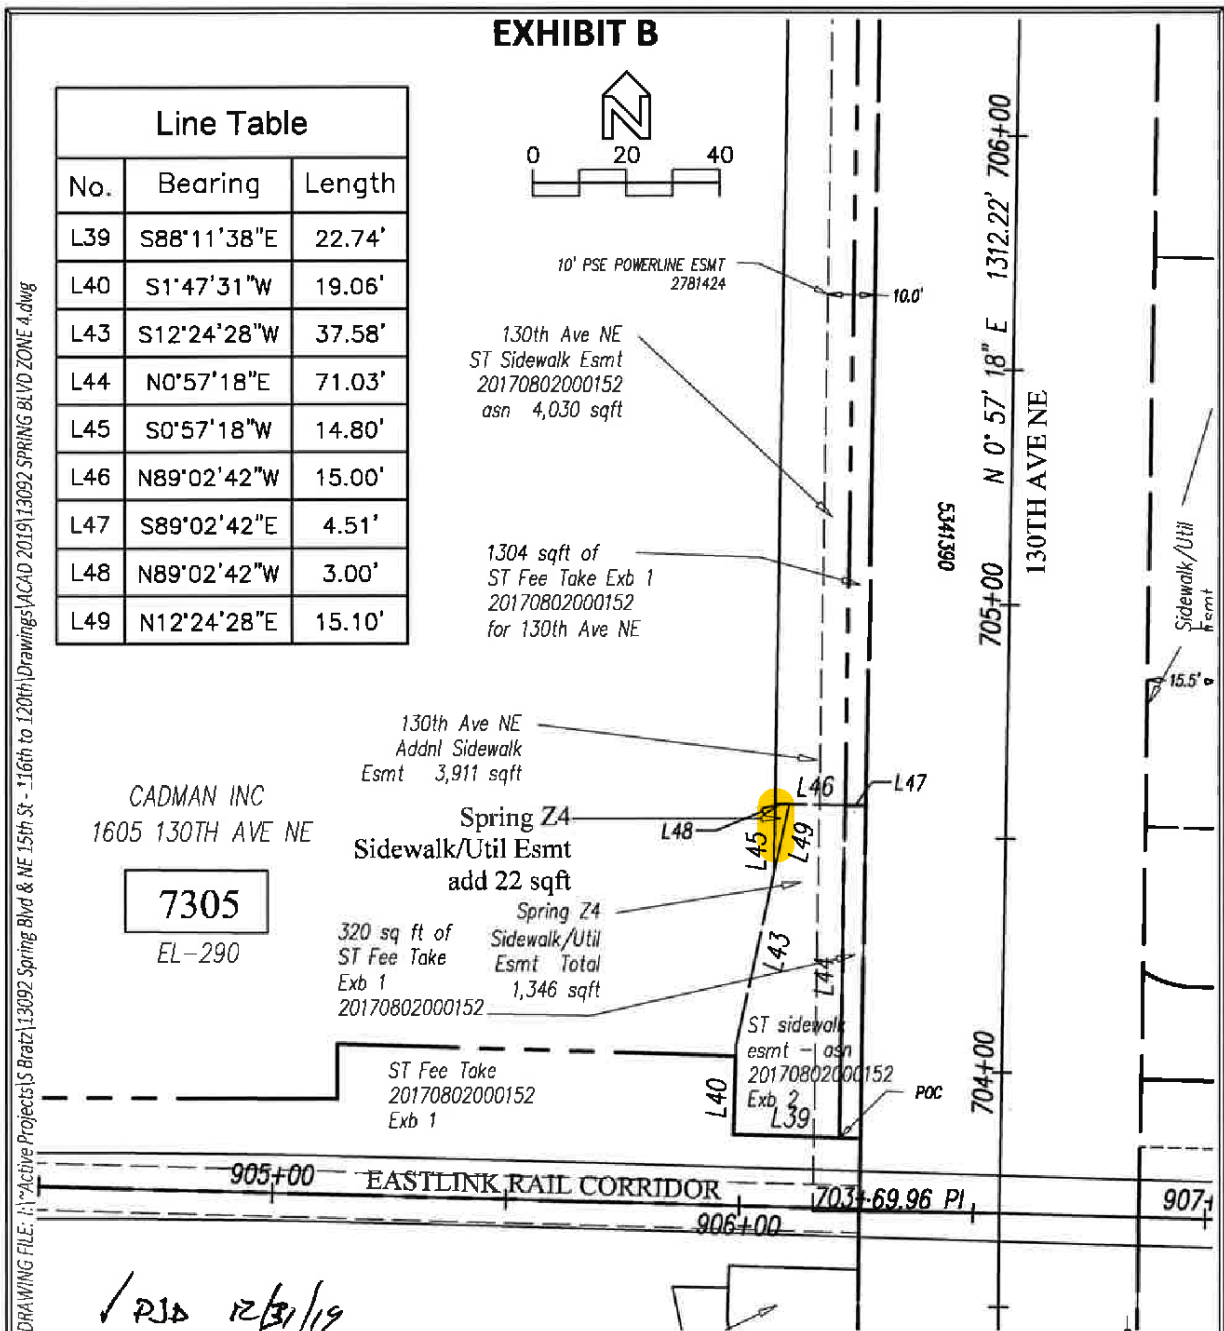 EXHIBIT B
Line Table
No. Bearing Length
L39 S88°11'38"E 22.74'
L40 S1°47'31"W 19.06'
L43 S12°24'28"W 37.58'
L44 N0°57'18"E 71.03'
L45 S0°57'18"W 14.80'
L46 N89°02'42"W 15.00'
L47 S89°02'42"E 4.51'
L48 N89°02'42"W 3.00'
L49 N12°24'28"E 15.10'
N
0 20 40
10' PSE POWERLINE ESMT
2781424
10.0'
130th Ave NE
ST Sidewalk Esmt
20170802000152
asn 4,030 sqft
1304 sqft of
ST Fee Take Exb 1
20170802000152
for 130th Ave NE
130th Ave NE
Addnl Sidewalk
Esmt 3,911 sqft
CADMAN INC
1605 130TH AVE NE
7305
EL-290
Spring Z4
Sidewalk/Util Esmt
add 22 sqft
Spring Z4
Sidewalk/Util
Esmt Total
1,346 sqft
320 sq ft of
ST Fee Take
Exb 1
20170802000152
L46
L47
L48
L45
L49
L43
L44
L40
L39
ST sidewalk
esmt - asn
20170802000152
Exb 2
POC
ST Fee Take
20170802000152
Exb 1
706+00
N 0° 57' 18" E 1312.22'
130TH AVE NE
5341390
705+00
704+00
Sidewalk/Util
Esmt
15.5'
905+00
EASTLINK RAIL CORRIDOR
906+00
703+69.96 PI
907+
PJD 12/31/19
DRAWING FILE: I:\~Active Projects\S Bratz\13092 Spring Blvd & NE 15th St - 116th to 120th\Drawings\ACAD 2019\13092 SPRING BLVD ZONE 4.dwg